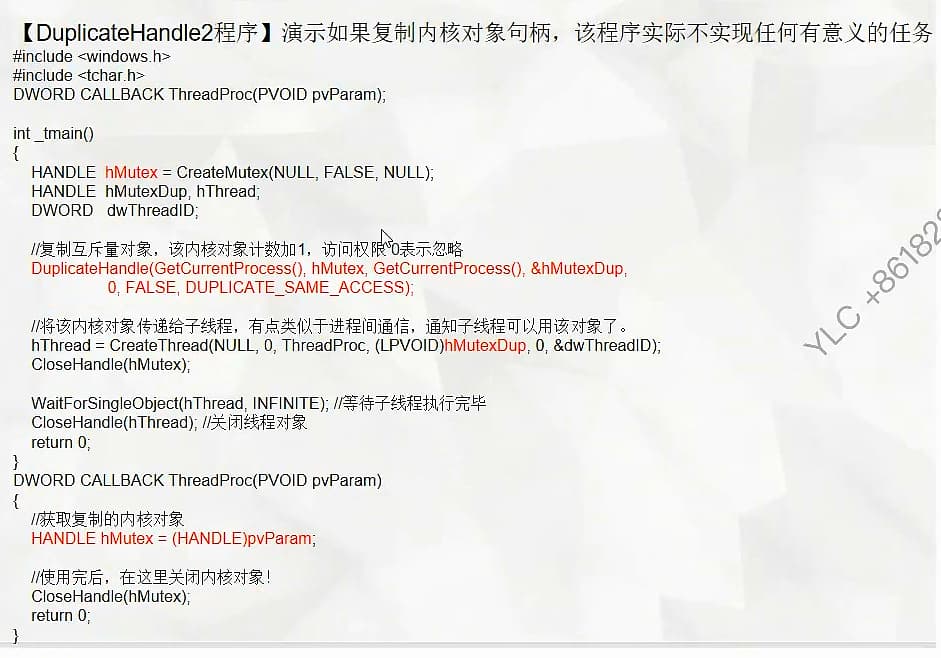 【DuplicateHandle2程序】演示如果复制内核对象句柄，该程序实际不实现任何有意义的任务
#include <windows.h>
#include <tchar.h>
DWORD CALLBACK ThreadProc(PVOID pvParam);
int _tmain()
{
HANDLE hMutex = CreateMutex(NULL, FALSE, NULL);
HANDLE hMutexDup, hThread;
DWORD dwThreadID;
//复制互斥量对象，该内核对象计数加1，访问权限0表示忽略
DuplicateHandle(GetCurrentProcess(), hMutex, GetCurrentProcess(), &hMutexDup,
0, FALSE, DUPLICATE_SAME_ACCESS);
//将该内核对象传递给子线程，有点类似于进程间通信，通知子线程可以用该对象了。
hThread = CreateThread(NULL, 0, ThreadProc, (LPVOID)hMutexDup, 0, &dwThreadID);
CloseHandle(hMutex);
WaitForSingleObject(hThread, INFINITE); //等待子线程执行完毕
CloseHandle(hThread); //关闭线程对象
return 0;
}
DWORD CALLBACK ThreadProc(PVOID pvParam)
{
//获取复制的内核对象
HANDLE hMutex = (HANDLE)pvParam;
//使用完后，在这里关闭内核对象！
CloseHandle(hMutex);
return 0;
}
YLC +861828